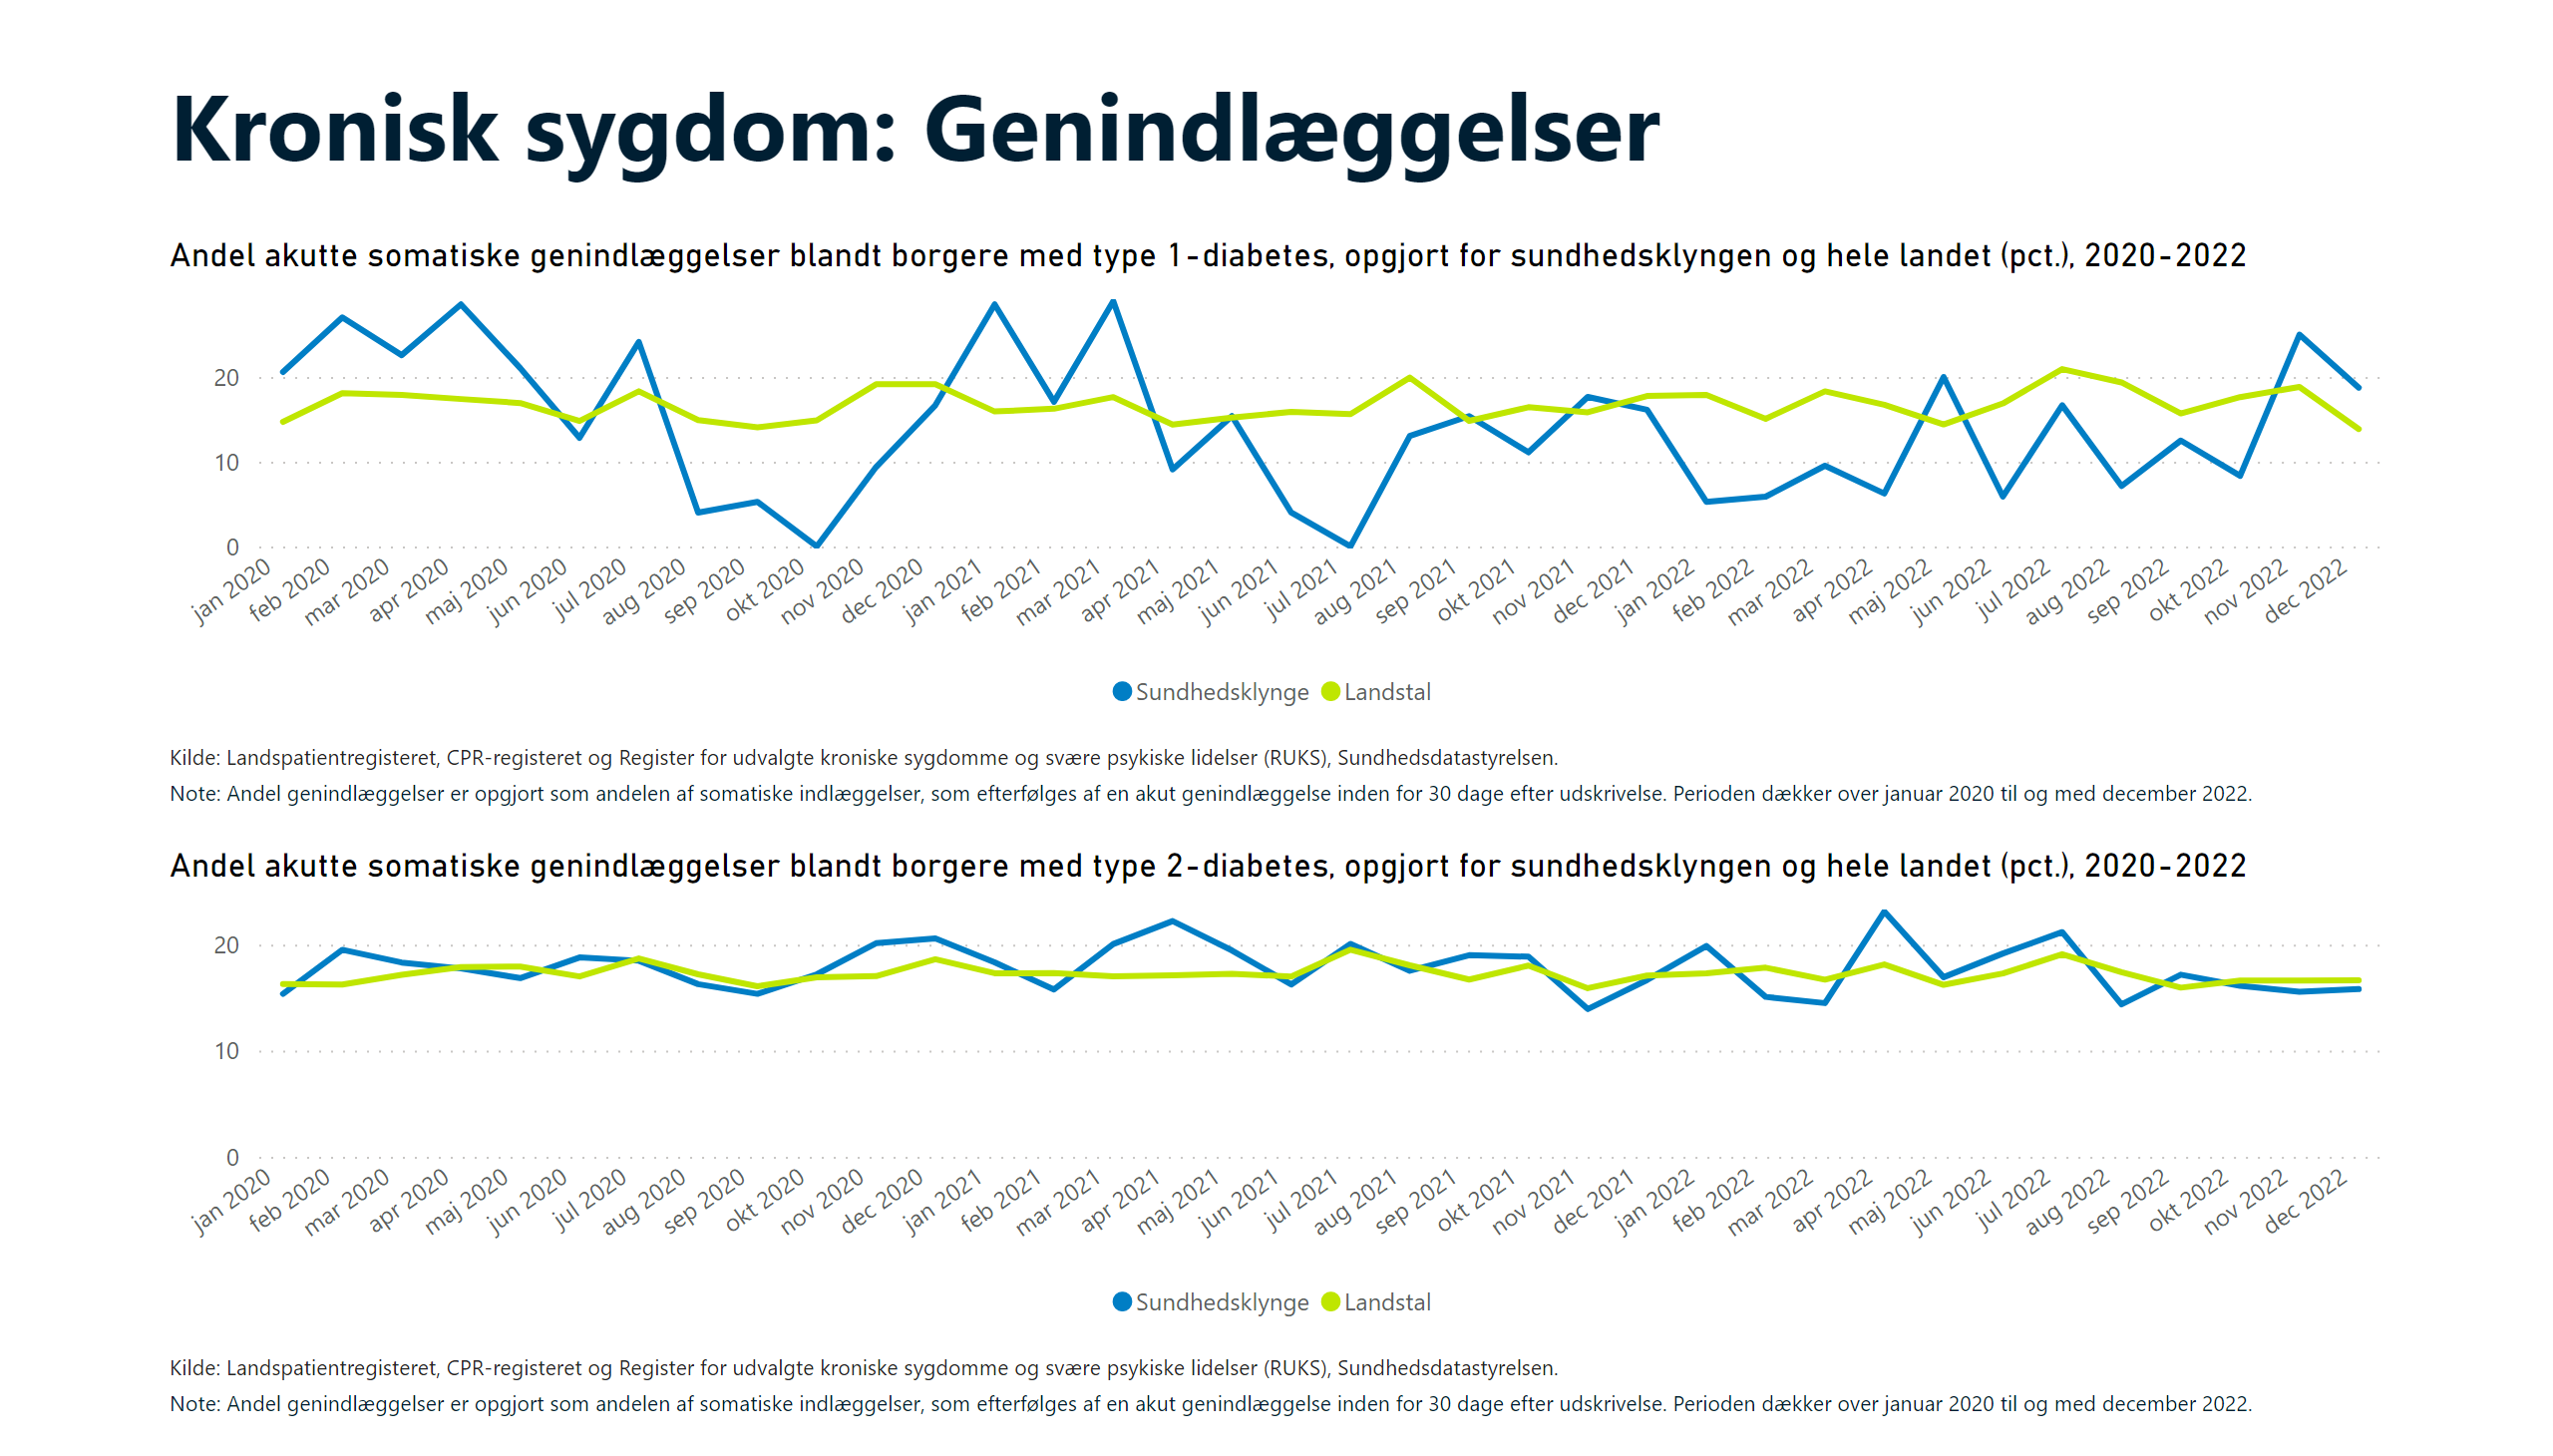 Kronisk sygdom: Genindlæggelser
Andel akutte somatiske genindlæggelser blandt borgere med type 1-diabetes, opgjort for sundhedsklyngen og hele landet (pct.), 2020-2022
20
10
0
jan 2020 feb 2020 mar 2020 apr 2020 maj 2020 jun 2020 jul 2020 aug 2020 sep 2020 okt 2020 nov 2020 dec 2020 jan 2021 feb 2021 mar 2021 apr 2021 maj 2021 jun 2021 jul 2021 aug 2021 sep 2021 okt 2021 nov 2021 dec 2021 jan 2022 feb 2022 mar 2022 apr 2022 maj 2022 jun 2022 jul 2022 aug 2022 sep 2022 okt 2022 nov 2022 dec 2022
Sundhedsklynge Landstal
Kilde: Landspatientregisteret, CPR-registeret og Register for udvalgte kroniske sygdomme og svære psykiske lidelser (RUKS), Sundhedsdatastyrelsen.
Note: Andel genindlæggelser er opgjort som andelen af somatiske indlæggelser, som efterfølges af en akut genindlæggelse inden for 30 dage efter udskrivelse. Perioden dækker over januar 2020 til og med december 2022.
Andel akutte somatiske genindlæggelser blandt borgere med type 2-diabetes, opgjort for sundhedsklyngen og hele landet (pct.), 2020-2022
20
10
0
jan 2020 feb 2020 mar 2020 apr 2020 maj 2020 jun 2020 jul 2020 aug 2020 sep 2020 okt 2020 nov 2020 dec 2020 jan 2021 feb 2021 mar 2021 apr 2021 maj 2021 jun 2021 jul 2021 aug 2021 sep 2021 okt 2021 nov 2021 dec 2021 jan 2022 feb 2022 mar 2022 apr 2022 maj 2022 jun 2022 jul 2022 aug 2022 sep 2022 okt 2022 nov 2022 dec 2022
Sundhedsklynge Landstal
Kilde: Landspatientregisteret, CPR-registeret og Register for udvalgte kroniske sygdomme og svære psykiske lidelser (RUKS), Sundhedsdatastyrelsen.
Note: Andel genindlæggelser er opgjort som andelen af somatiske indlæggelser, som efterfølges af en akut genindlæggelse inden for 30 dage efter udskrivelse. Perioden dækker over januar 2020 til og med december 2022.